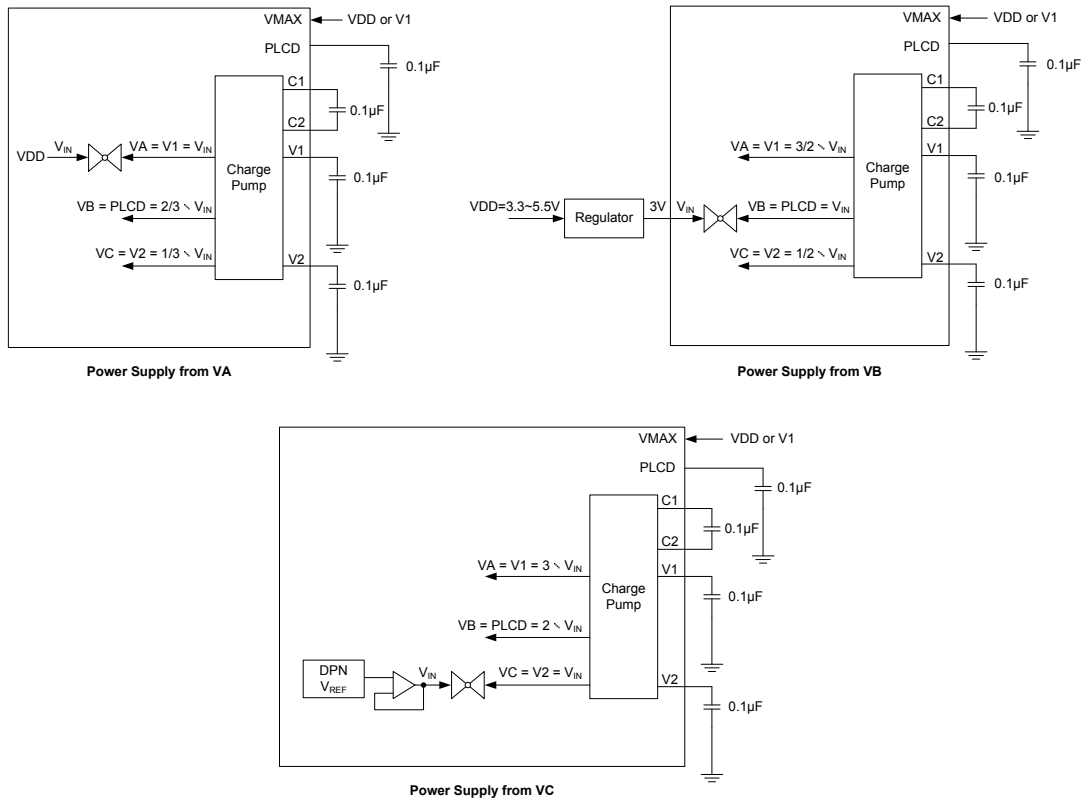 VMAX
VDD or V1
PLCD
0.1µF
C1
0.1µF
C2
VDD
VIN
VA = V1 = VIN
V1
Charge
Pump
0.1µF
VB = PLCD = 2/3 \ VIN
VC = V2 = 1/3 \ VIN
V2
0.1µF
Power Supply from VA
VMAX
VDD or V1
PLCD
0.1µF
C1
0.1µF
C2
VA = V1 = 3/2 \ VIN
V1
Charge
Pump
0.1µF
VDD=3.3~5.5V
Regulator
3V
VIN
VB = PLCD = VIN
VC = V2 = 1/2 \ VIN
V2
0.1µF
Power Supply from VB
VMAX
VDD or V1
PLCD
0.1µF
C1
0.1µF
C2
VA = V1 = 3 \ VIN
V1
Charge
Pump
0.1µF
VB = PLCD = 2 \ VIN
DPN
VREF
VIN
VC = V2 = VIN
V2
0.1µF
Power Supply from VC